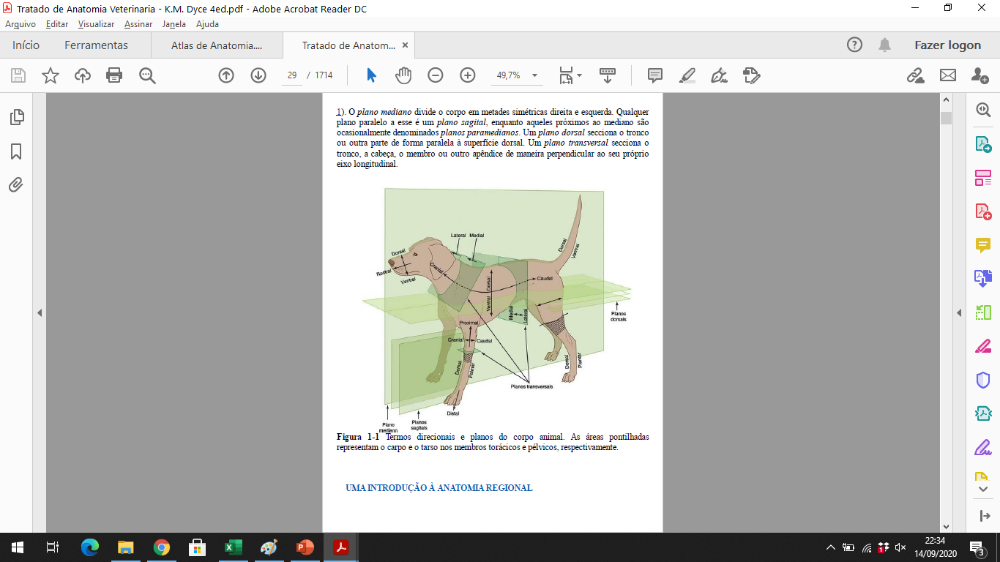 Tratado de Anatomia Veterinaria - K.M. Dyce 4ed.pdf - Adobe Acrobat Reader DC
Arquivo Editar Visualizar Assinar Janela Ajuda
Início Ferramentas Atlas de Anatomia.... Tratado de Anatom... × Fazer logon
29 / 1714 49,7%
1). O plano mediano divide o corpo em metades simétricas direita e esquerda. Qualquer
plano paralelo a esse é um plano sagital, enquanto aqueles próximos ao mediano são
ocasionalmente denominados planos paramedianos. Um plano dorsal secciona o tronco
ou outra parte de forma paralela à superfície dorsal. Um plano transversal secciona o
tronco, a cabeça, o membro ou outro apêndice de maneira perpendicular ao seu próprio
eixo longitudinal.
Lateral Medial
Dorsal
Rostral
Ventral
Cranial
Dorsal
Ventral
Caudal
Dorsal
Ventral
Medial
Lateral
Planos
dorsais
Proximal
Cranial Caudal
Dorsal
Palmar
Dorsal
Plantar
Planos transversais
Distal
Plano
mediano
Planos
sagitais
Figura 1-1 Termos direcionais e planos do corpo animal. As áreas pontilhadas
representam o carpo e o tarso nos membros torácicos e pélvicos, respectivamente.
UMA INTRODUÇÃO À ANATOMIA REGIONAL
22:34
14/09/2020
3